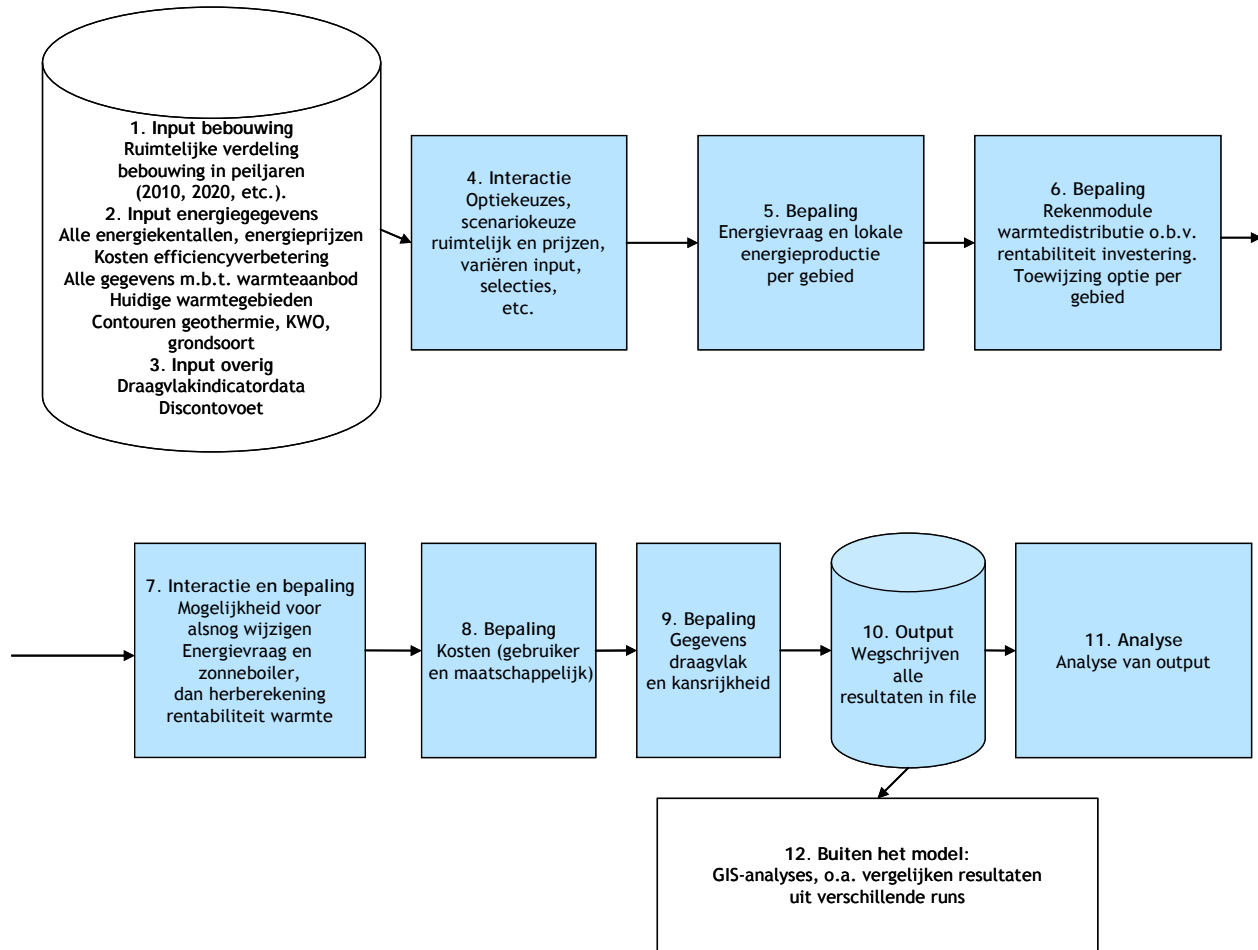 1. Input bebouwing
Ruimtelijke verdeling
bebouwing in peiljaren
(2010, 2020, etc.).
2. Input energiegegevens
Alle energiekentallen, energieprijzen
Kosten efficiencyverbetering
Alle gegevens m.b.t. warmteaanbod
Huidige warmtegebieden
Contouren geothermie, KWO,
grondsoort
3. Input overig
Draagvlakindicatordata
Discontovoet
4. Interactie
Optiekeuzes,
scenariokeuze
ruimtelijk en prijzen,
variëren input,
selecties,
etc.
5. Bepaling
Energievraag en lokale
energieproductie
per gebied
6. Bepaling
Rekenmodule
warmtedistributie o.b.v.
rentabiliteit investering.
Toewijzing optie per
gebied
7. Interactie en bepaling
Mogelijkheid voor
alsnog wijzigen
Energievraag en
zonneboiler,
dan herberekening
rentabiliteit warmte
8. Bepaling
Kosten (gebruiker
en maatschappelijk)
9. Bepaling
Gegevens
draagvlak
en kansrijkheid
10. Output
Wegschrijven
alle
resultaten in file
11. Analyse
Analyse van output
12. Buiten het model:
GIS-analyses, o.a. vergelijken resultaten
uit verschillende runs